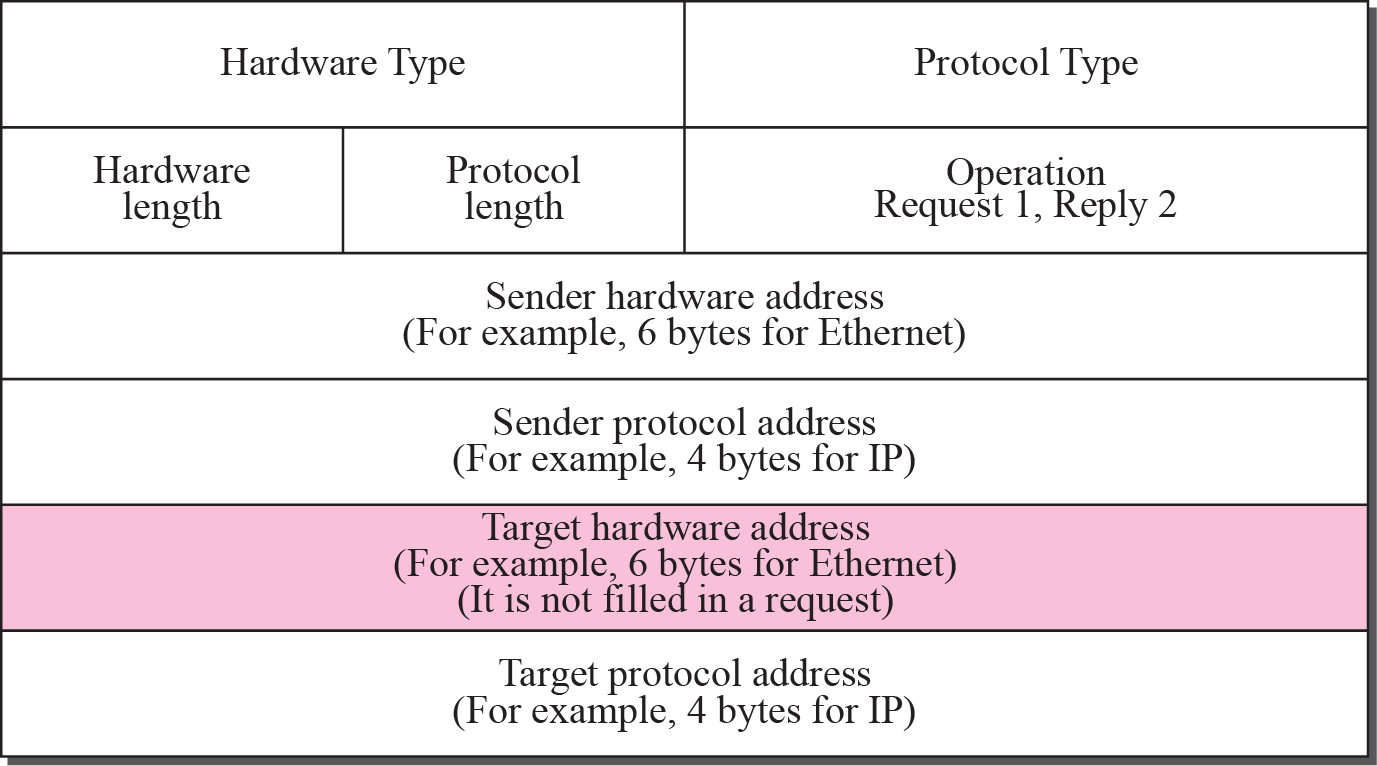 Hardware Type
Protocol Type
Hardware
length
Protocol
length
Operation
Request 1, Reply 2
Sender hardware address
(For example, 6 bytes for Ethernet)
Sender protocol address
(For example, 4 bytes for IP)
Target hardware address
(For example, 6 bytes for Ethernet)
(It is not filled in a request)
Target protocol address
(For example, 4 bytes for IP)